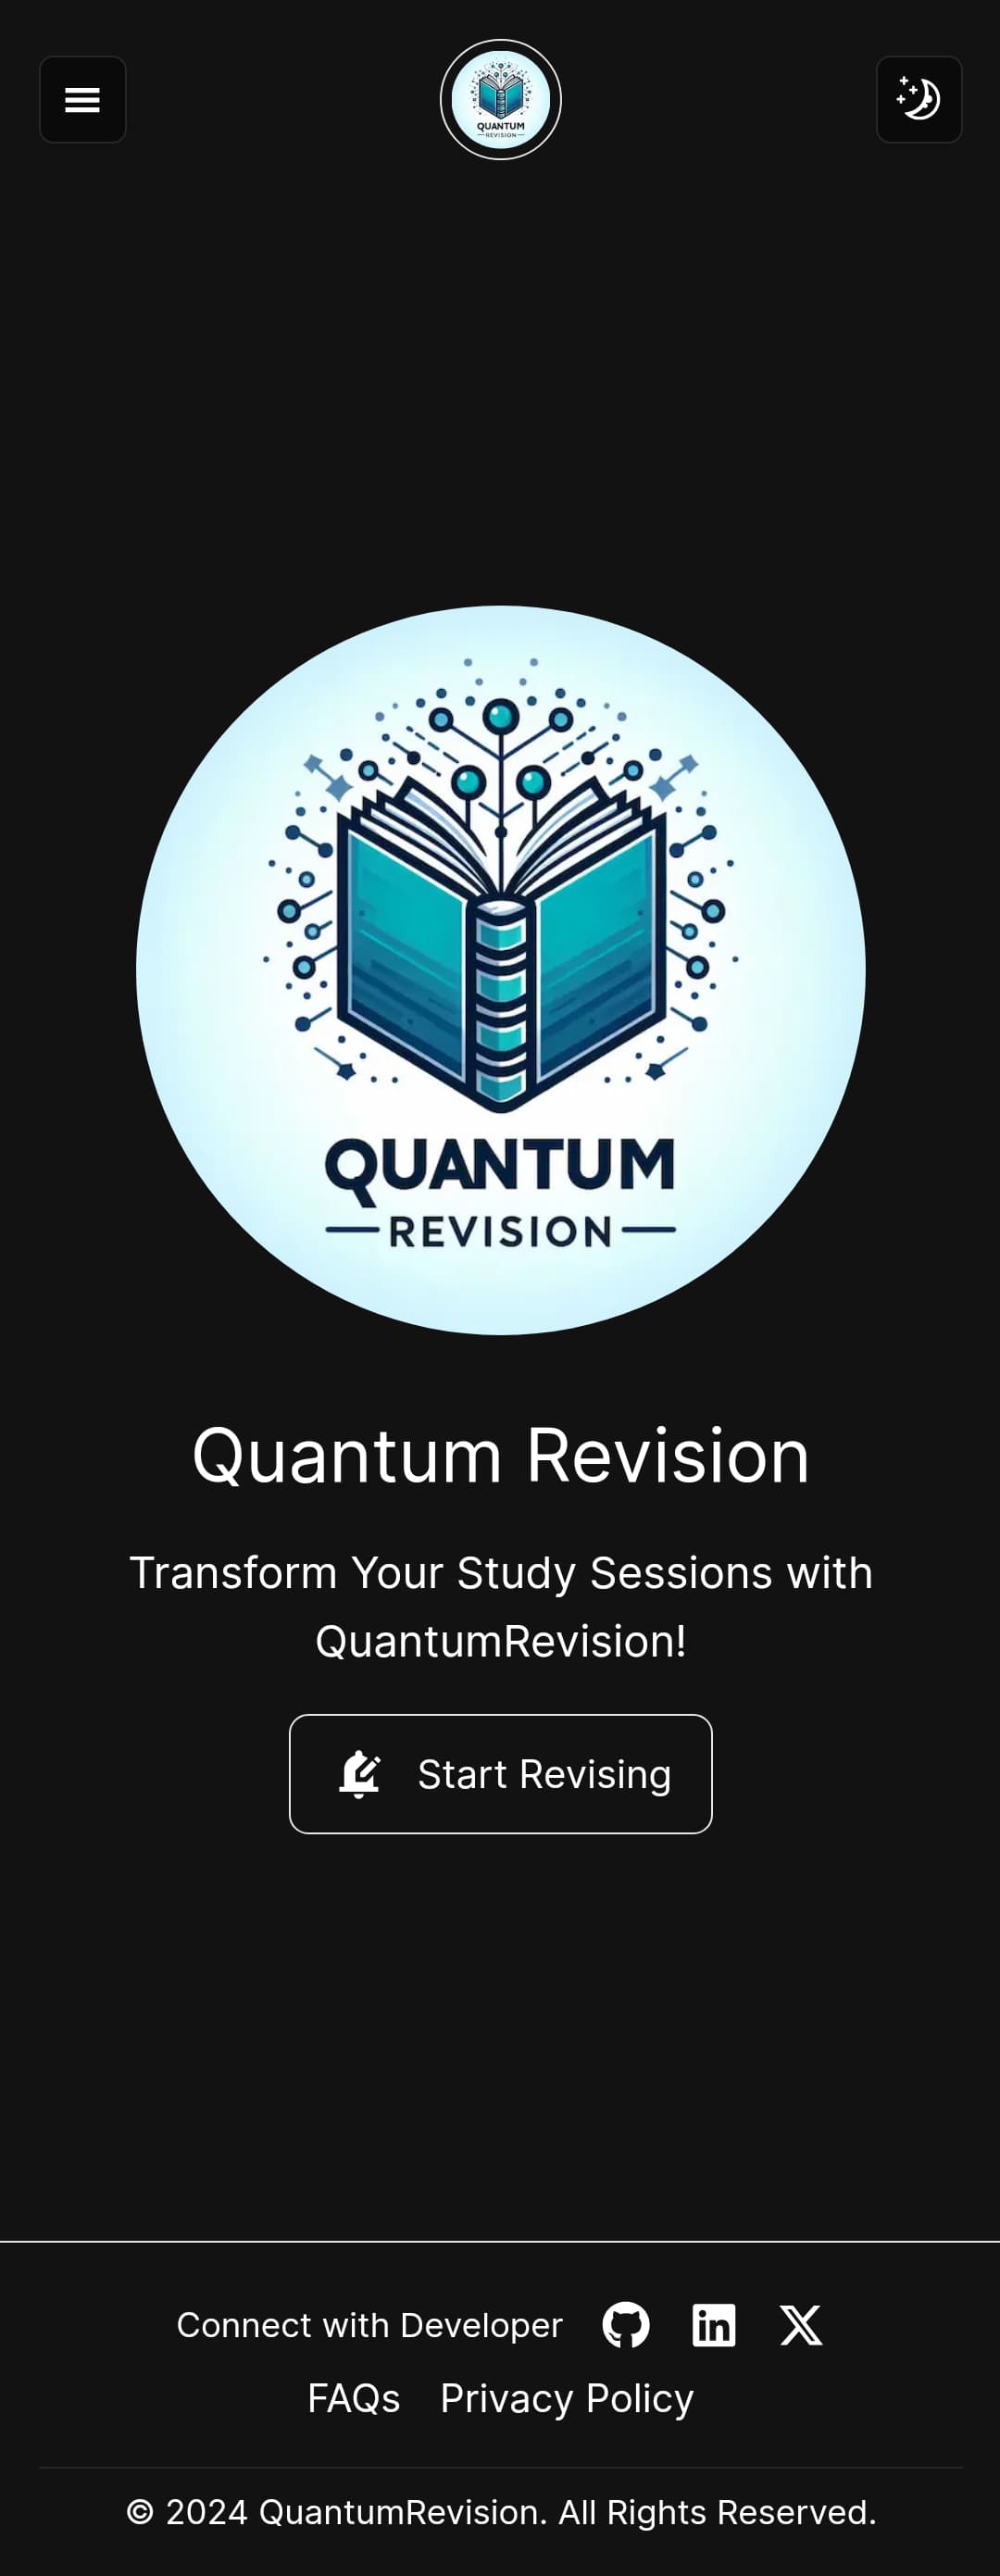 QUANTUM
REVISION
QUANTUM
REVISION
Quantum Revision
Transform Your Study Sessions with
QuantumRevision!
Start Revising
Connect with Developer
FAQs Privacy Policy
© 2024 QuantumRevision. All Rights Reserved.